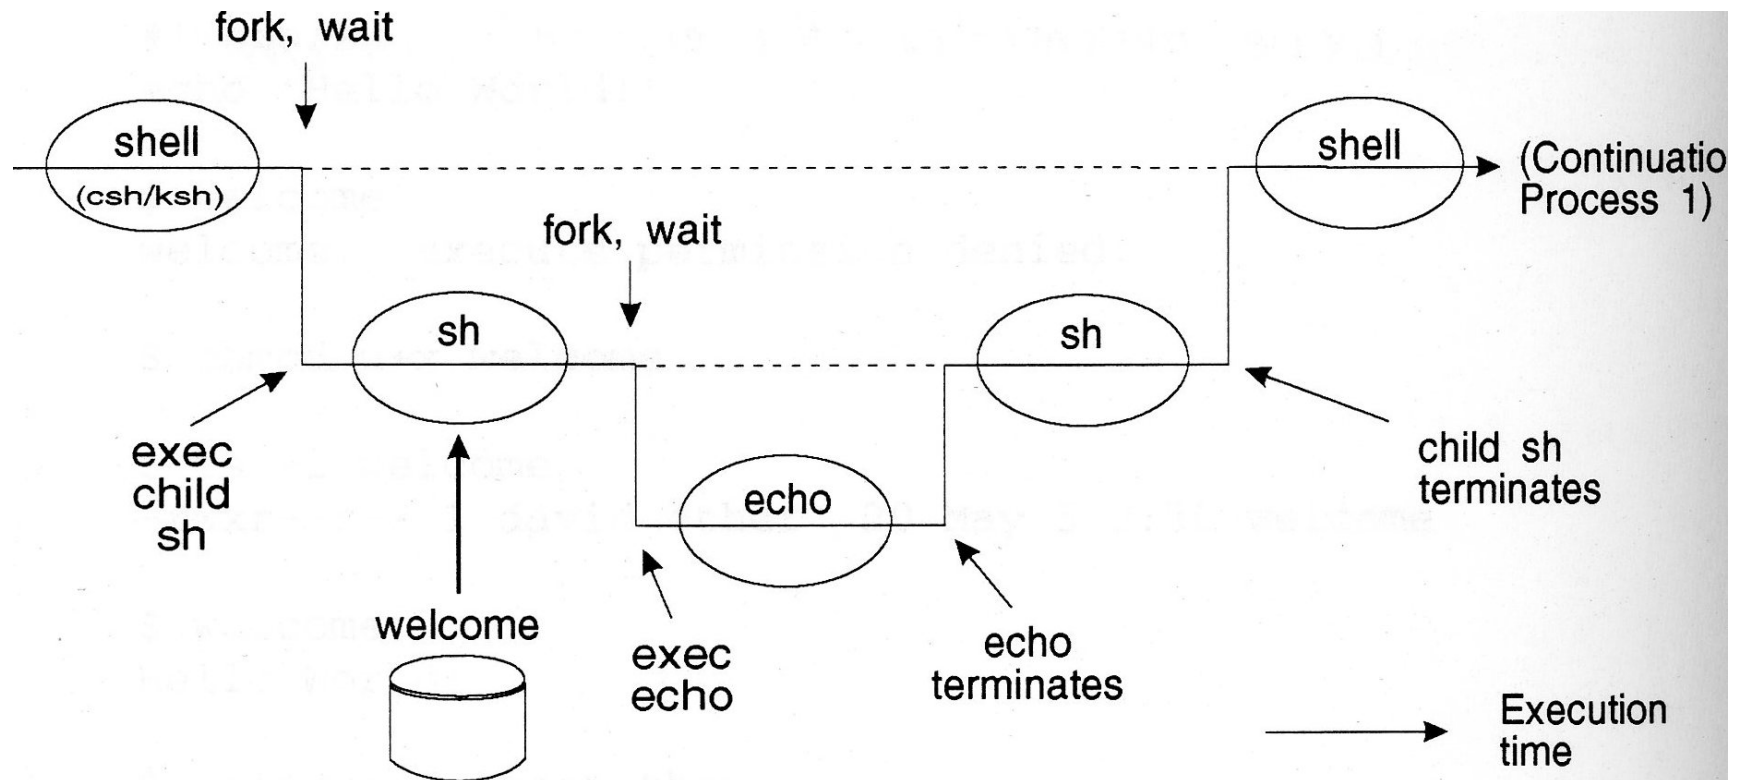 fork, wait
shell
(csh/ksh)
shell
(Continuatio
Process 1)
fork, wait
sh
sh
exec
child
sh
echo
child sh
terminates
welcome
exec
echo
echo
terminates
Execution
time